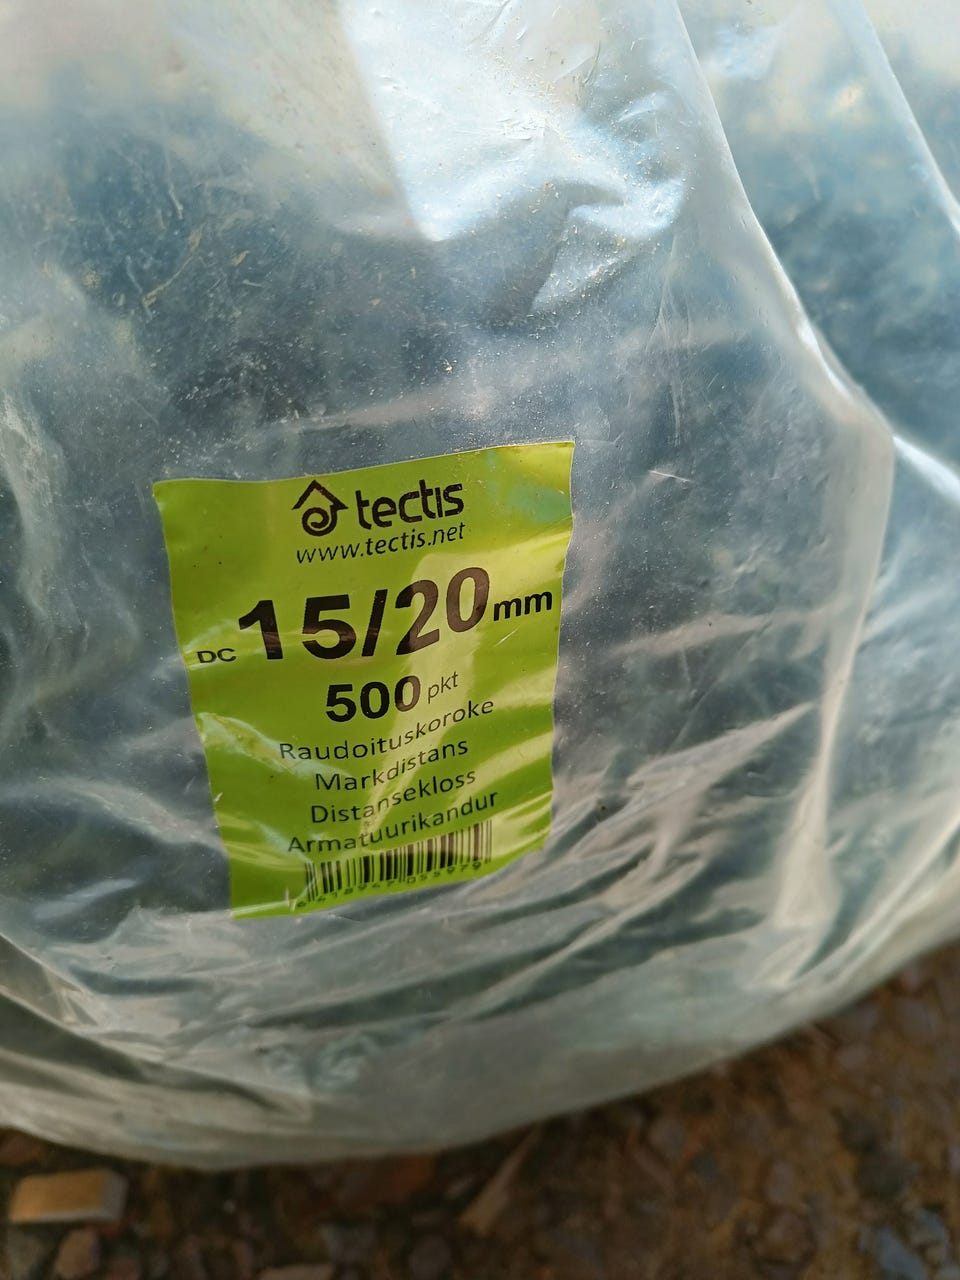 tectis
www.tectis.net
DC 15/20 mm
500 pkt
Raudoituskoroke
Markdistans
Distansekloss
Armatuurikandur